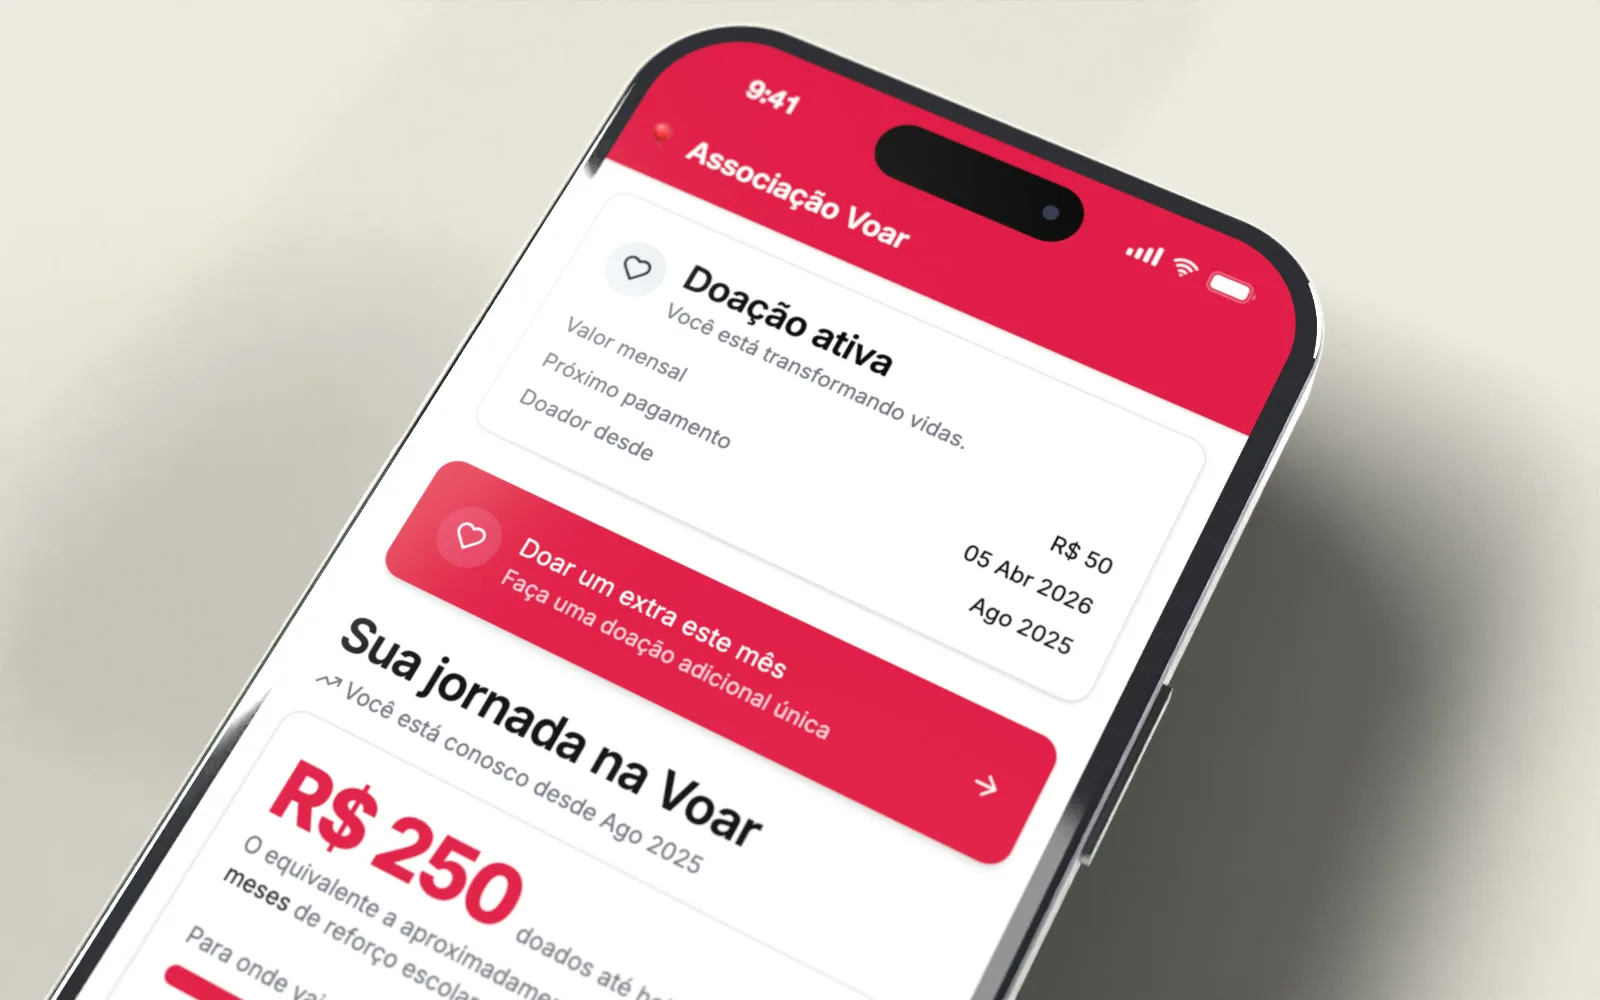 9:41
Associação Voar
Doação ativa
Você está transformando vidas.
Valor mensal
R$ 50
Próximo pagamento
05 Abr 2026
Doador desde
Ago 2025
Doar um extra este mês
Faça uma doação adicional única
Sua jornada na Voar
Você está conosco desde Ago 2025
R$ 250 doados até
O equivalente a
meses de reforço
Para onde